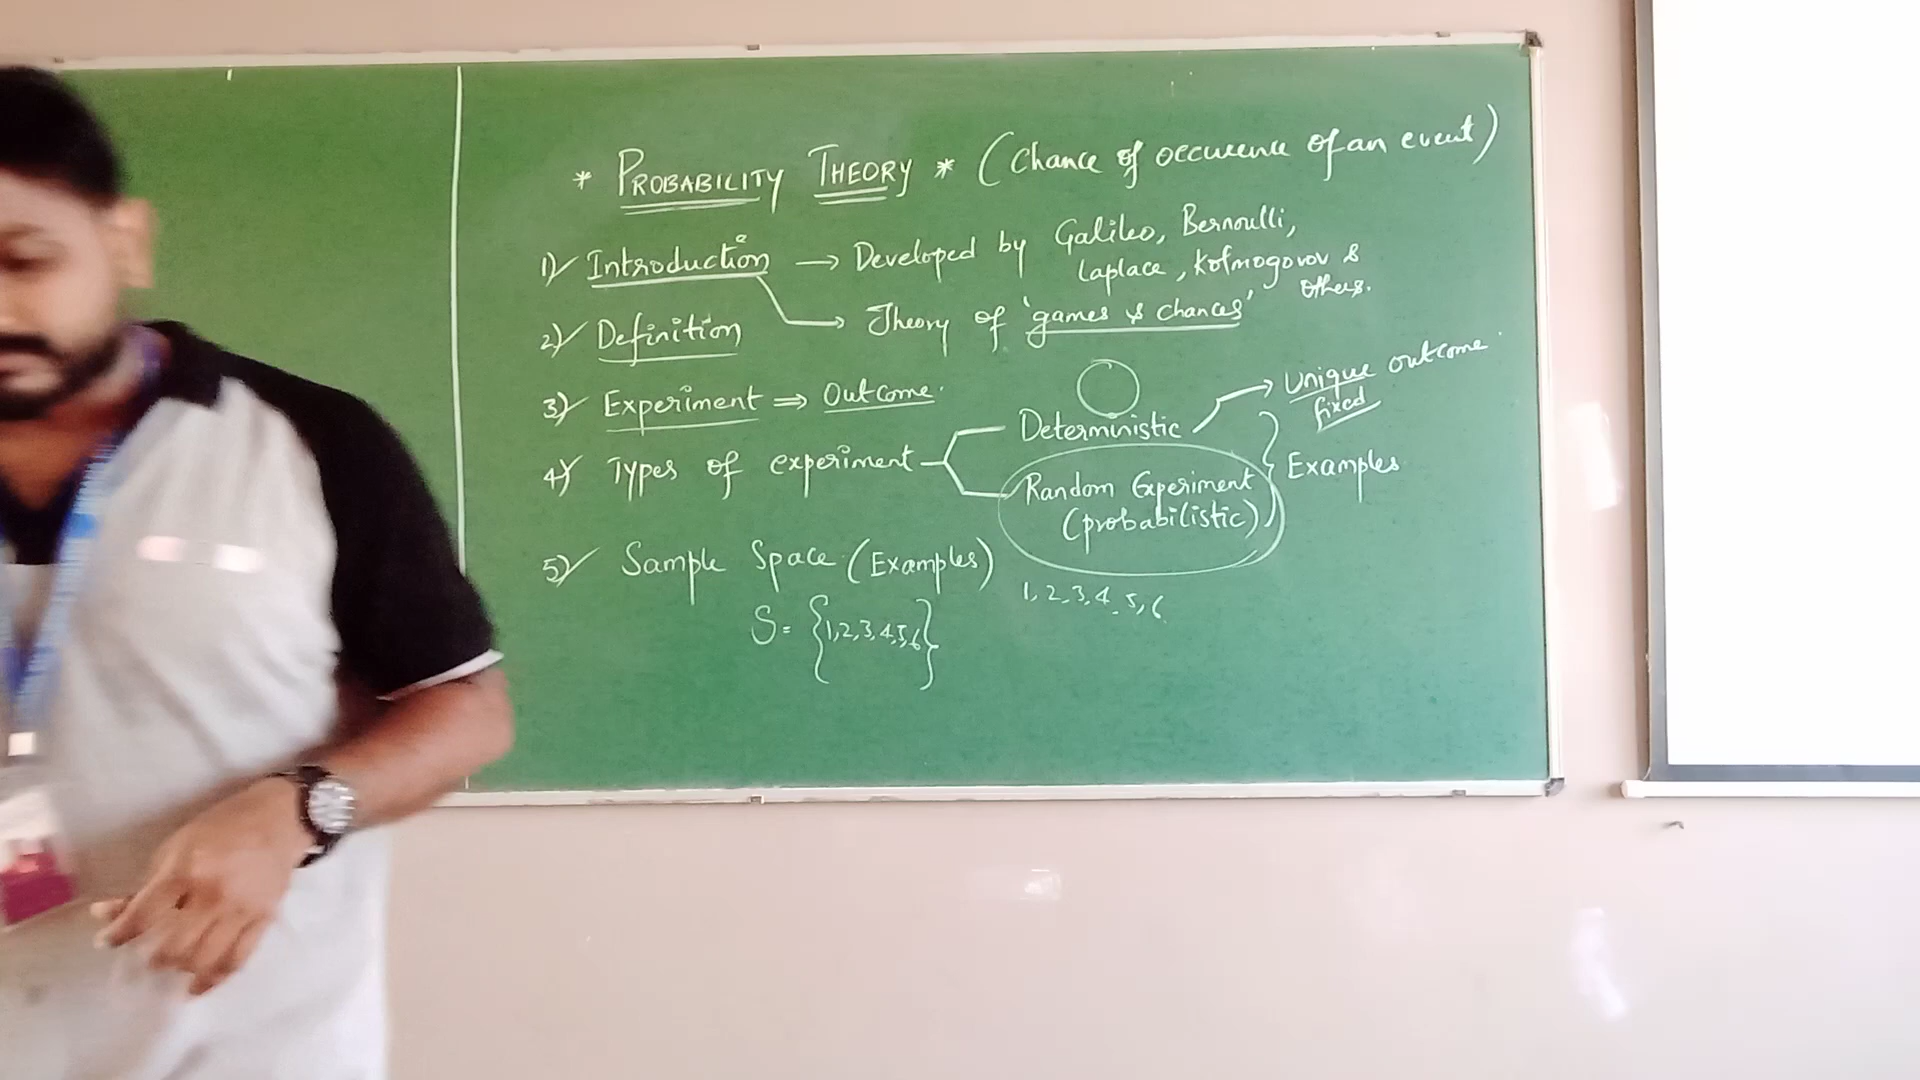 * PROBABILITY THEORY * (Chance of occurence of an event)
1) Introduction → Developed by Galileo, Bernoulli,
Laplace, Kolmogorov &
others.
→ Theory of 'games & chances'
2) Definition
3) Experiment ⇒ Outcome.
4) Types of experiment
Deterministic → Unique outcome
fixed
Random Experiment
(probabilistic)
} Examples
5) Sample Space (Examples)
1, 2, 3, 4, 5, 6
S = {1,2,3,4,5,6}